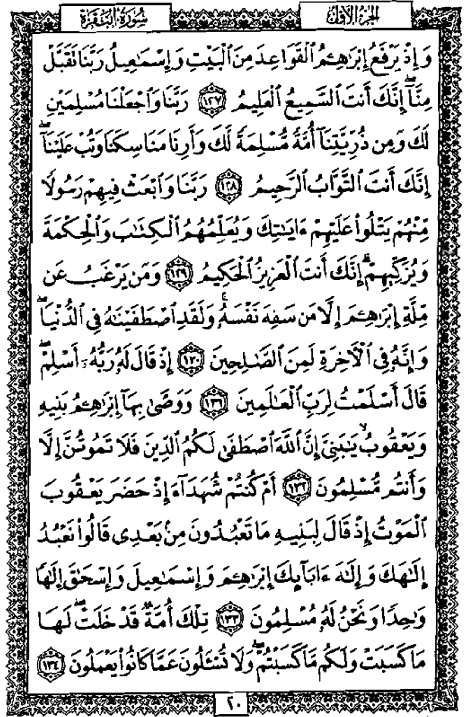 سُورَةُ البَقَرَةِ
الجزء الأول
وَإِذْ يَرْفَعُ إِبْرَٰهِـۧمُ ٱلْقَوَاعِدَ مِنَ ٱلْبَيْتِ وَإِسْمَٰعِيلُ رَبَّنَا تَقَبَّلْ
مِنَّآ ۖ إِنَّكَ أَنتَ ٱلسَّمِيعُ ٱلْعَلِيمُ ١٢٧ رَبَّنَا وَٱجْعَلْنَا مُسْلِمَيْنِ
لَكَ وَمِن ذُرِّيَّتِنَآ أُمَّةً مُّسْلِمَةً لَّكَ وَأَرِنَا مَنَاسِكَنَا وَتُبْ عَلَيْنَآ ۖ
إِنَّكَ أَنتَ ٱلتَّوَّابُ ٱلرَّحِيمُ ١٢٨ رَبَّنَا وَٱبْعَثْ فِيهِمْ رَسُولًا
مِّنْهُمْ يَتْلُوا۟ عَلَيْهِمْ ءَايَٰتِكَ وَيُعَلِّمُهُمُ ٱلْكِتَٰبَ وَٱلْحِكْمَةَ
وَيُزَكِّيهِمْ ۚ إِنَّكَ أَنتَ ٱلْعَزِيزُ ٱلْحَكِيمُ ١٢٩ وَمَن يَرْغَبُ عَن
مِّلَّةِ إِبْرَٰهِـۧمَ إِلَّا مَن سَفِهَ نَفْسَهُۥ ۚ وَلَقَدِ ٱصْطَفَيْنَٰهُ فِى ٱلدُّنْيَا ۖ
وَإِنَّهُۥ فِى ٱلْءَاخِرَةِ لَمِنَ ٱلصَّٰلِحِينَ ١٣٠ إِذْ قَالَ لَهُۥ رَبُّهُۥٓ أَسْلِمْ ۖ
قَالَ أَسْلَمْتُ لِرَبِّ ٱلْعَٰلَمِينَ ١٣١ وَوَصَّىٰ بِهَآ إِبْرَٰهِـۧمُ بَنِيهِ
وَيَعْقُوبُ يَٰبَنِىَّ إِنَّ ٱللَّهَ ٱصْطَفَىٰ لَكُمُ ٱلدِّينَ فَلَا تَمُوتُنَّ إِلَّا
وَأَنتُم مُّسْلِمُونَ ١٣٢ أَمْ كُنتُمْ شُهَدَآءَ إِذْ حَضَرَ يَعْقُوبَ
ٱلْمَوْتُ إِذْ قَالَ لِبَنِيهِ مَا تَعْبُدُونَ مِنۢ بَعْدِى قَالُوا۟ نَعْبُدُ
إِلَٰهَكَ وَإِلَٰهَ ءَابَآئِكَ إِبْرَٰهِـۧمَ وَإِسْمَٰعِيلَ وَإِسْحَٰقَ إِلَٰهًا
وَٰحِدًا وَنَحْنُ لَهُۥ مُسْلِمُونَ ١٣٣ تِلْكَ أُمَّةٌ قَدْ خَلَتْ ۖ لَهَا
مَا كَسَبَتْ وَلَكُم مَّا كَسَبْتُمْ ۖ وَلَا تُسْـَٔلُونَ عَمَّا كَانُوا۟ يَعْمَلُونَ ١٣٤
٢٠